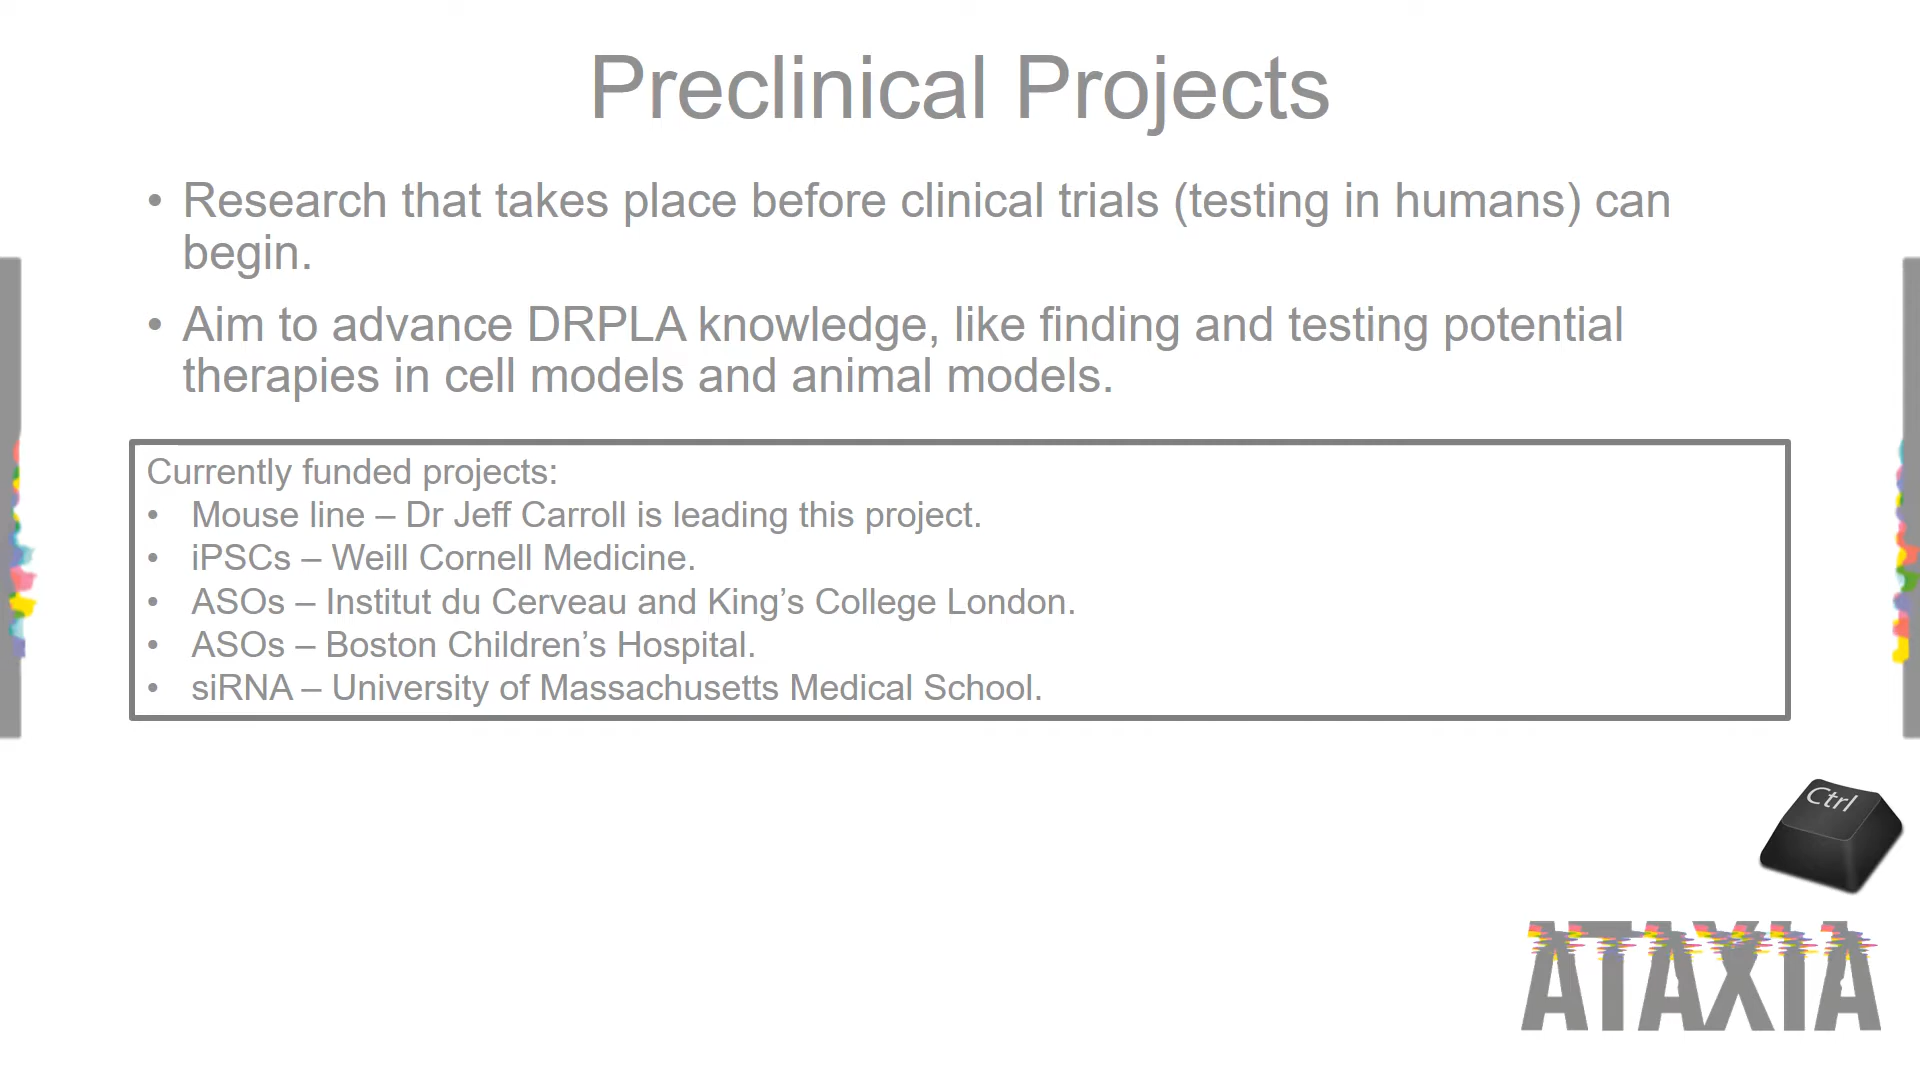 Preclinical Projects
• Research that takes place before clinical trials (testing in humans) can
begin.
• Aim to advance DRPLA knowledge, like finding and testing potential
therapies in cell models and animal models.
Currently funded projects:
• Mouse line – Dr Jeff Carroll is leading this project.
• iPSCs – Weill Cornell Medicine.
• ASOs – Institut du Cerveau and King’s College London.
• ASOs – Boston Children’s Hospital.
• siRNA – University of Massachusetts Medical School.
Ctrl
ATAXIA